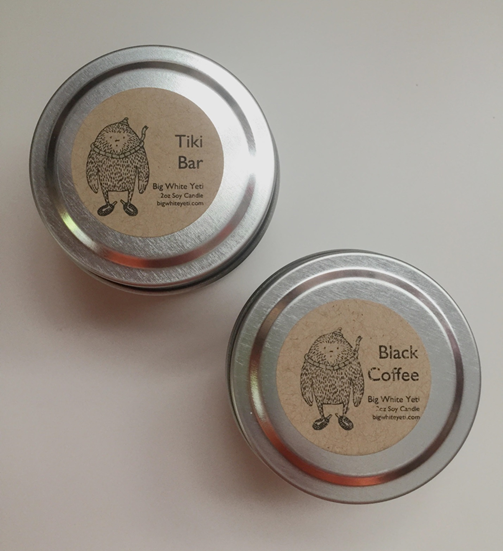 Tiki
Bar
Big White Yeti
2oz Soy Candle
bigwhiteyeti.com
Black
Coffee
Big White Yeti
2oz Soy Candle
bigwhiteyeti.com